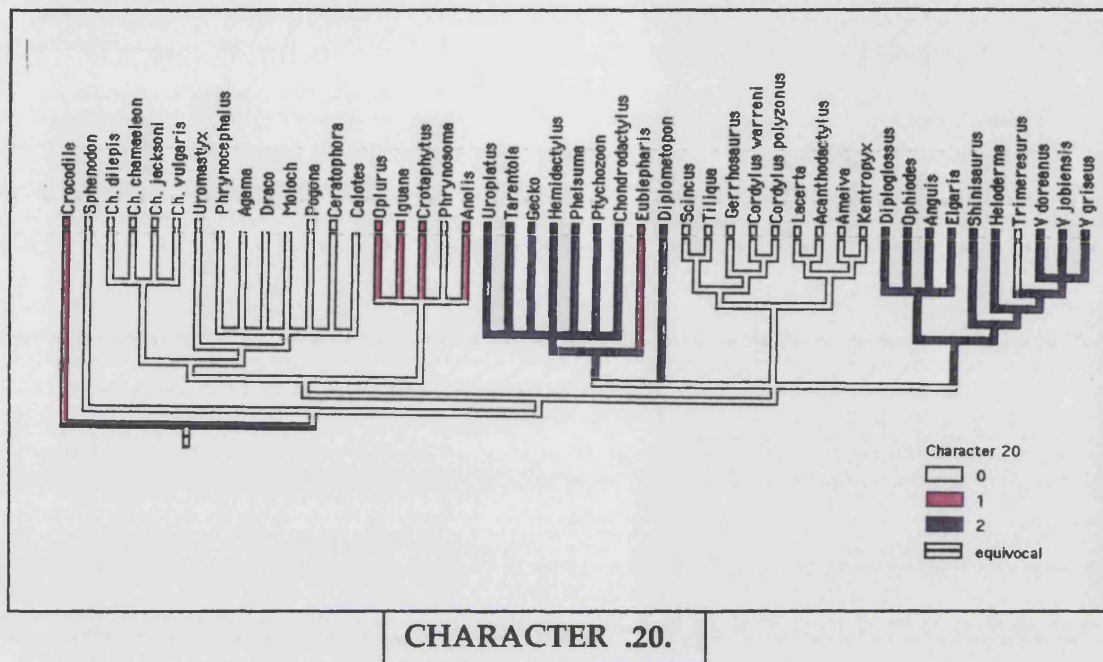 Crocodile
Sphenodon
Ch. dilepis
Ch. chamaeleon
Ch. jacksoni
Ch. vulgaris
Uromastyx
Phrynocephalus
Agama
Draco
Moloch
Pogona
Ceratophora
Calotes
Oplurus
Iguana
Crotaphytus
Phrynosoma
Anolis
Uroplatus
Tarentola
Gecko
Hemidactylus
Phelsuma
Ptychozoon
Chondrodactylus
Eublepharis
Diplometopon
Scincus
Tiliqua
Gerrhosaurus
Cordylus warreni
Cordylus polyzonus
Lacerta
Acanthodactylus
Ameiva
Kentropyx
Diploglossus
Ophiodes
Anguis
Elgaria
Shinisaurus
Heloderma
Trimeresurus
V doreanus
V jobiensis
V griseus
Character 20
0
1
2
equivocal
CHARACTER .20.